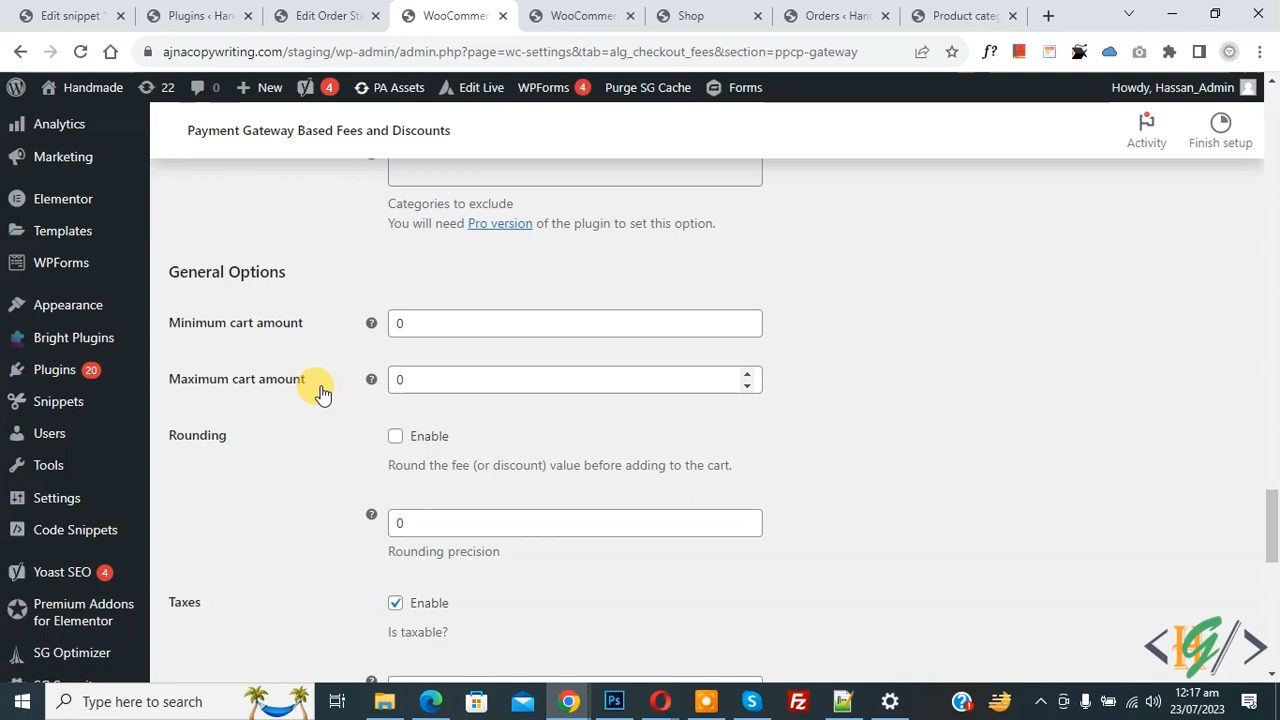 Edit snippet "
Plugins ‹ Han
Edit Order Sta
WooCommer
WooCommer
Shop
Orders ‹ Hanc
Product categ
ajnacopywriting.com/staging/wp-admin/admin.php?page=wc-settings&tab=alg_checkout_fees&section=ppcp-gateway
f?
Handmade
22
0
New
4
PA Assets
Edit Live
WPForms
4
Purge SG Cache
Forms
Howdy, Hassan_Admin
Analytics
Marketing
Elementor
Templates
WPForms
Appearance
Bright Plugins
Plugins 20
Snippets
Users
Tools
Settings
Code Snippets
Yoast SEO 4
Premium Addons
for Elementor
SG Optimizer
Payment Gateway Based Fees and Discounts
Activity
Finish setup
Categories to exclude
You will need Pro version of the plugin to set this option.
General Options
Minimum cart amount
0
Maximum cart amount
0
Rounding
Enable
Round the fee (or discount) value before adding to the cart.
0
Rounding precision
Taxes
Enable
Is taxable?
Type here to search
12:17 am
23/07/2023